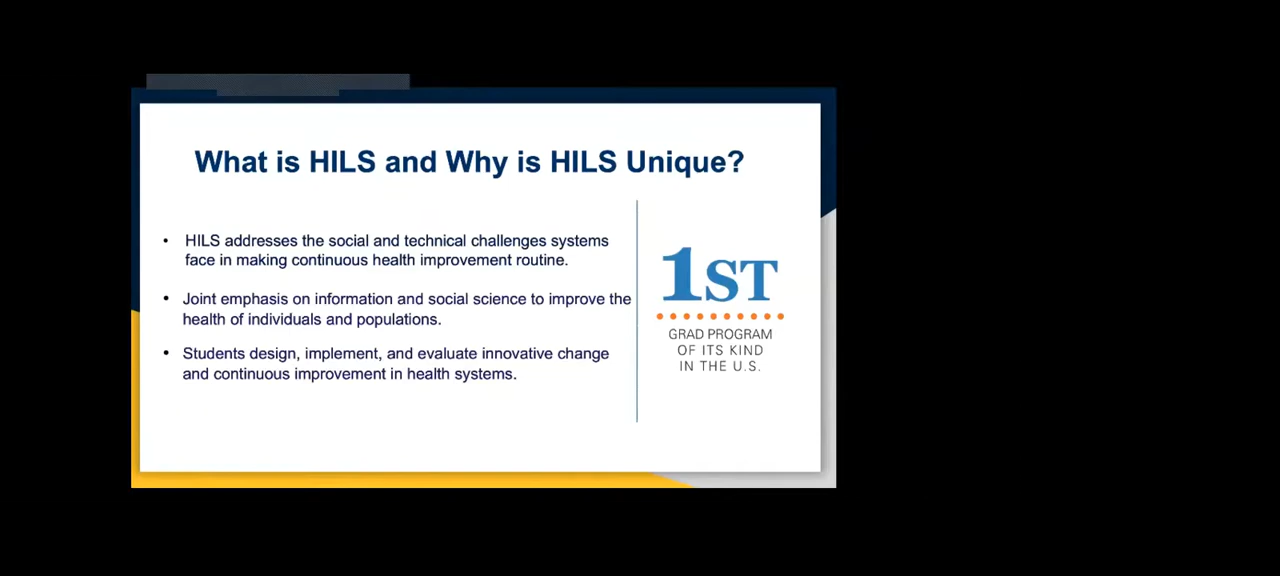 What is HILS and Why is HILS Unique?
• HILS addresses the social and technical challenges systems
face in making continuous health improvement routine.
• Joint emphasis on information and social science to improve the
health of individuals and populations.
• Students design, implement, and evaluate innovative change
and continuous improvement in health systems.
1ST
GRAD PROGRAM
OF ITS KIND
IN THE U.S.